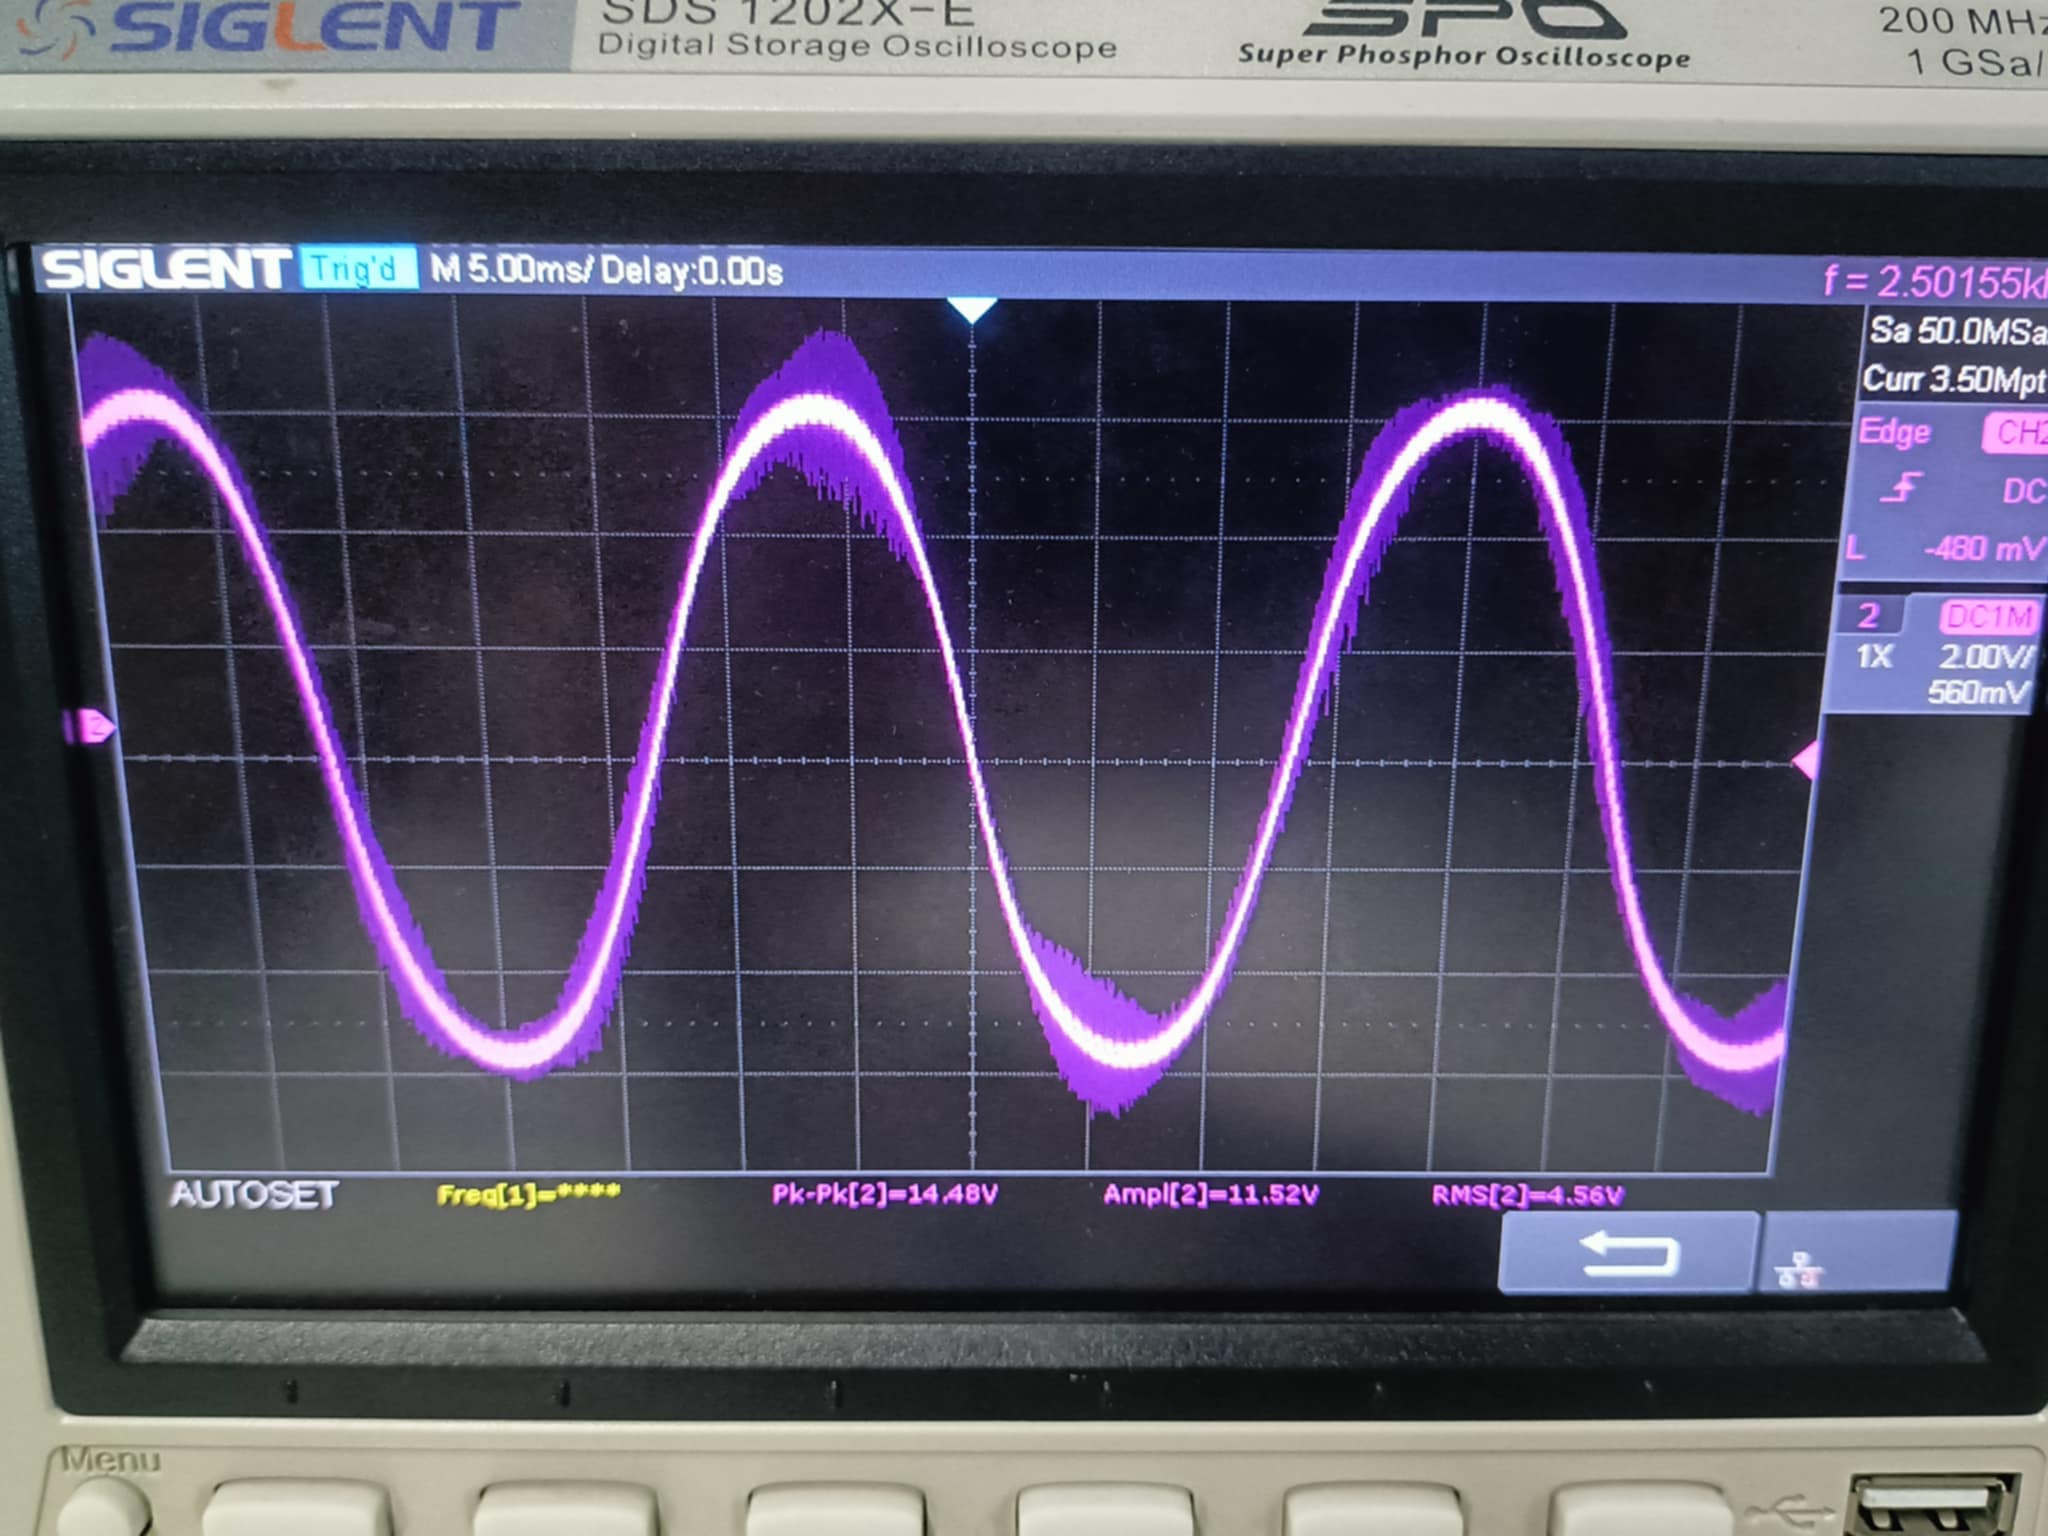 SIGLENT
SDS 1202X-E
Digital Storage Oscilloscope
SPO
Super Phosphor Oscilloscope
200 MHz
1 GSa/
SIGLENT Trig'd M 5.00ms/ Delay:0.00s
f = 2.50155k
Sa 50.0MSa
Curr 3.50Mpt
Edge CH2
DC
L -480 mV
2 DC1M
1X 2.00V/
560mV
2
AUTOSET Freq[1]=**** Pk-Pk[2]=14.48V Ampl[2]=11.52V RMS[2]=4.56V
Menu